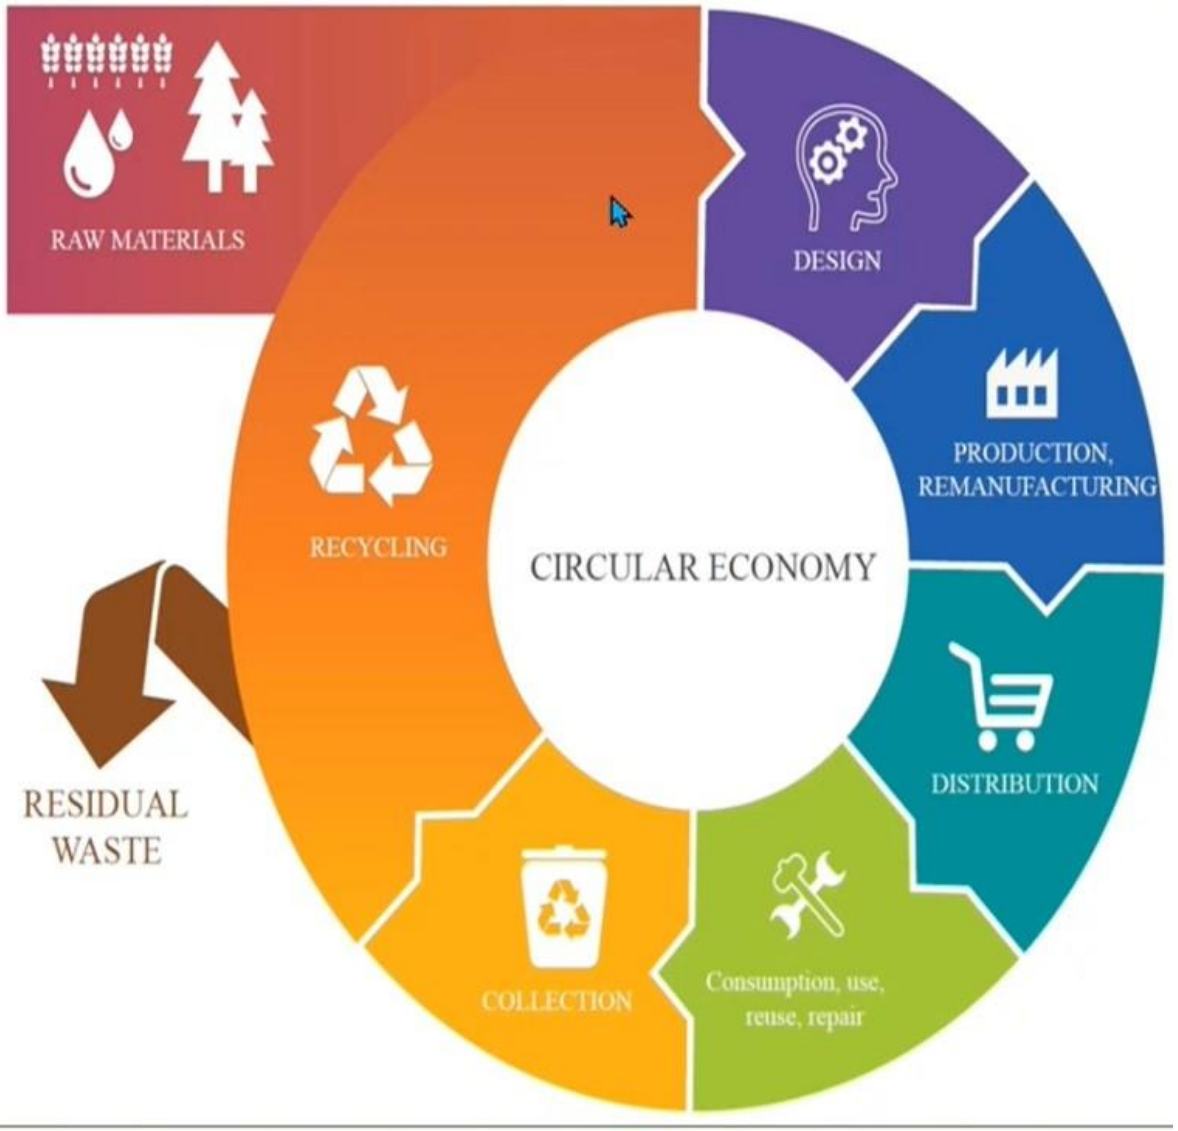 RAW MATERIALS
DESIGN
PRODUCTION,
REMANUFACTURING
RECYCLING
CIRCULAR ECONOMY
DISTRIBUTION
RESIDUAL
WASTE
Consumption, use,
reuse, repair
COLLECTION